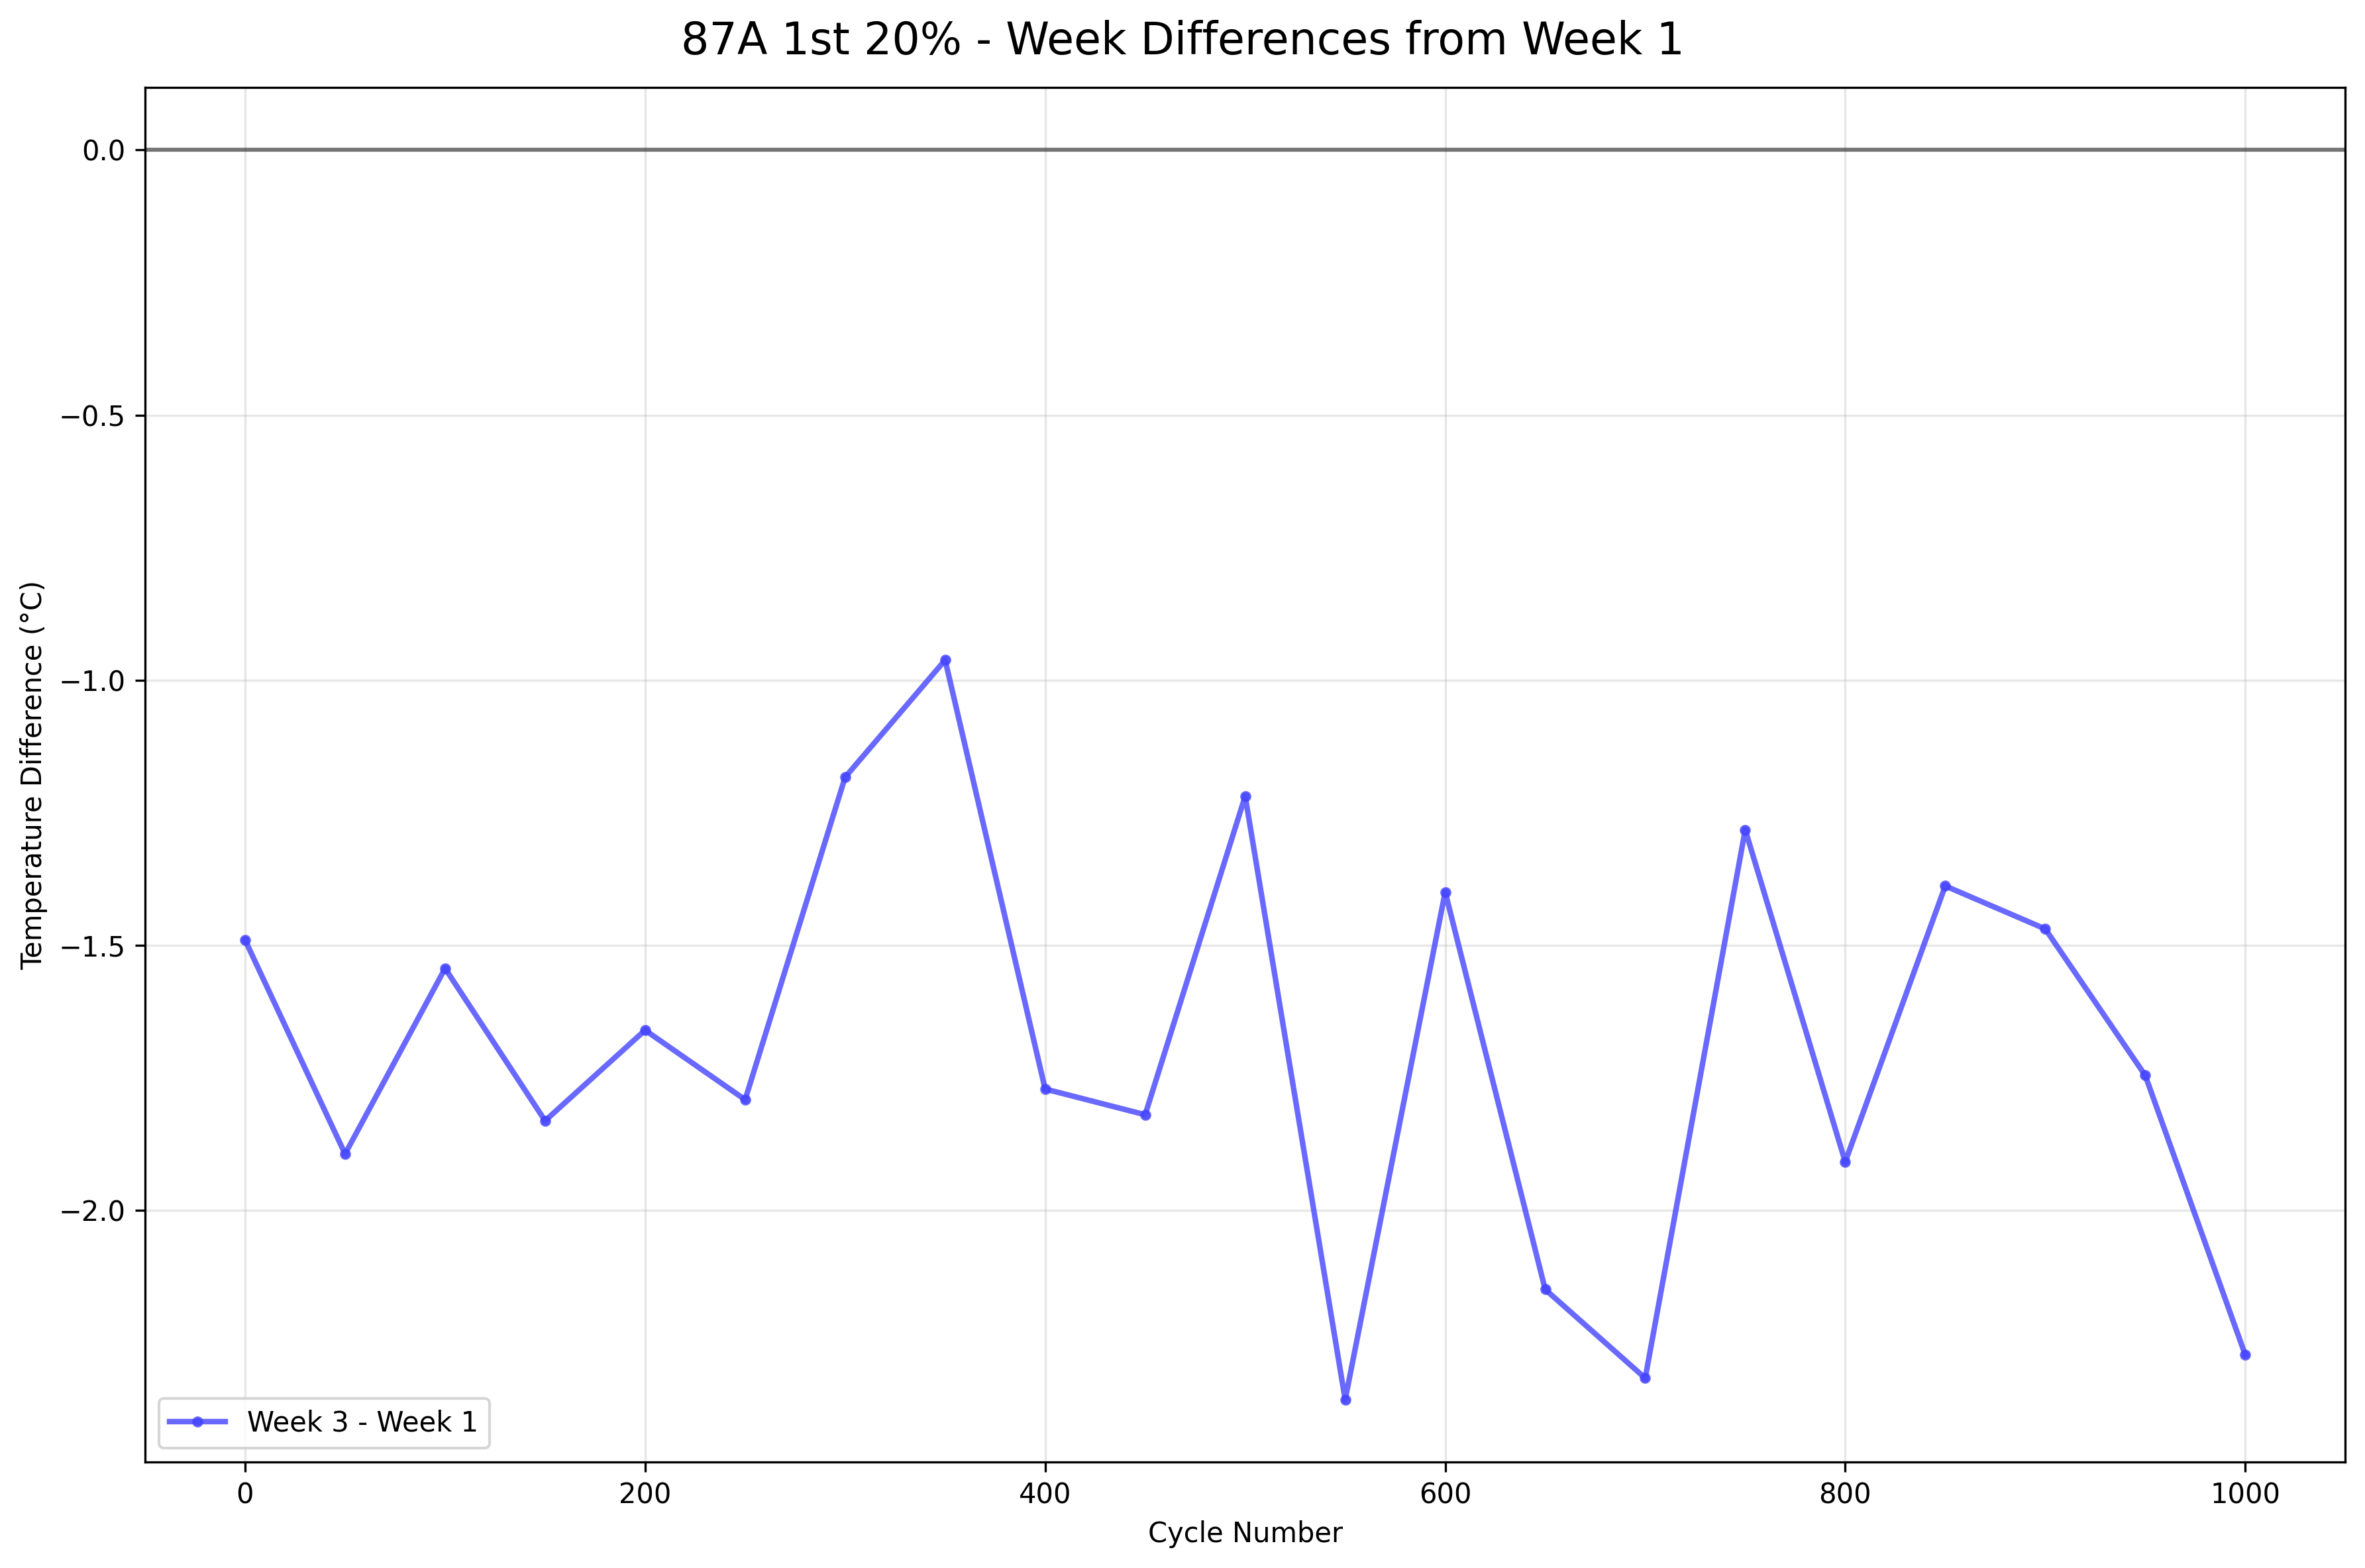 87A 1st 20% - Week Differences from Week 1
Temperature Difference (°C)
0.0
−0.5
−1.0
−1.5
−2.0
Week 3 - Week 1
0 200 400 600 800 1000
Cycle Number